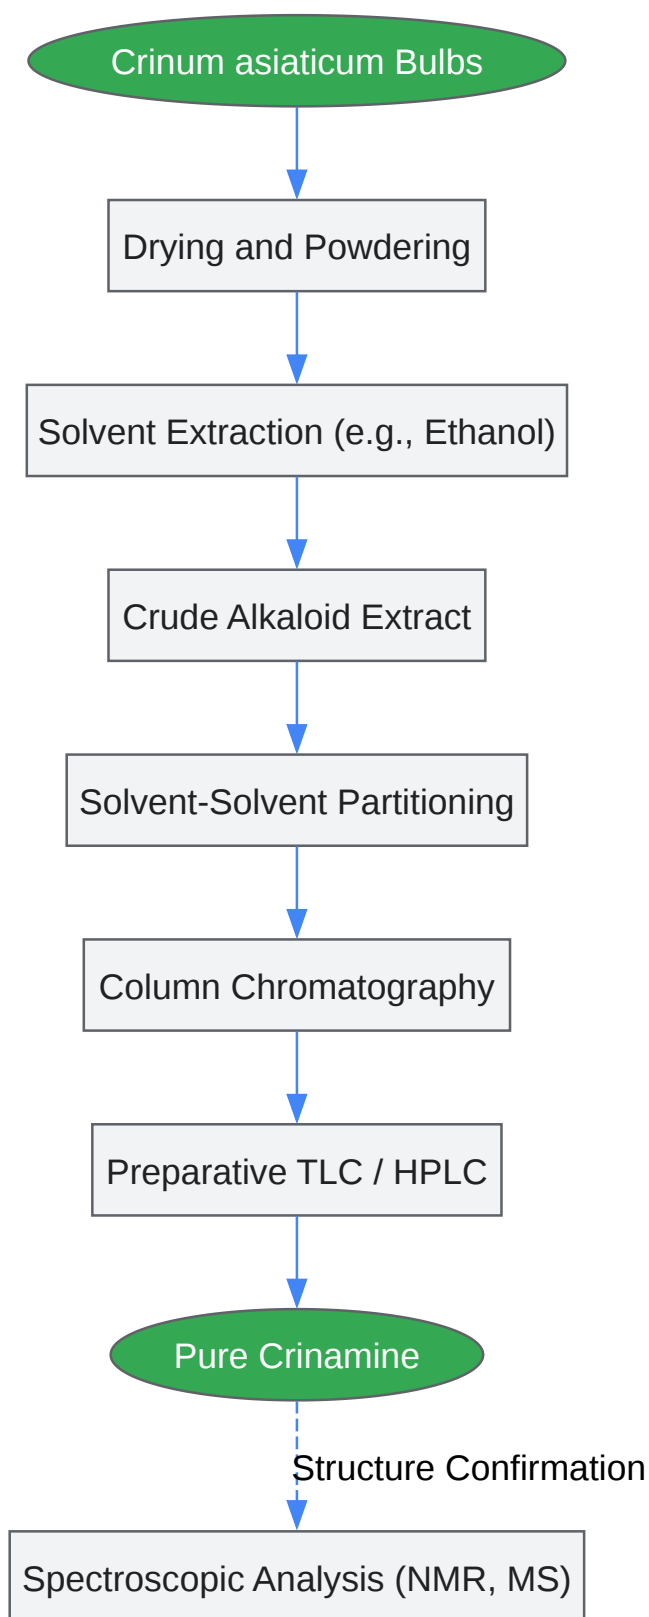 Crinum asiaticum Bulbs
Drying and Powdering
Solvent Extraction (e.g., Ethanol)
Crude Alkaloid Extract
Solvent-Solvent Partitioning
Column Chromatography
Preparative TLC / HPLC
Pure Crinamine
Structure Confirmation
Spectroscopic Analysis (NMR, MS)